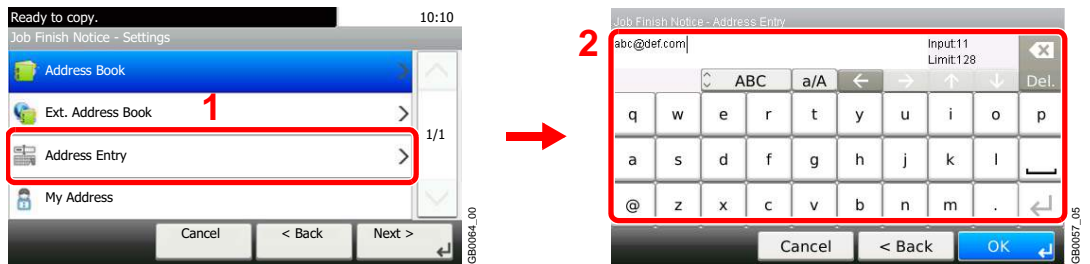 Ready to copy. 10:10
Job Finish Notice - Settings
Address Book
Ext. Address Book
1
1/1
Address Entry
My Address
Cancel < Back Next >
GB0064_00
Job Finish Notice - Address Entry
2
abc@def.com Input:11
Limit:128
ABC a/A Del.
q w e r t y u i o p
a s d f g h j k l
@ z x c v b n m .
Cancel < Back OK
GB0057_05